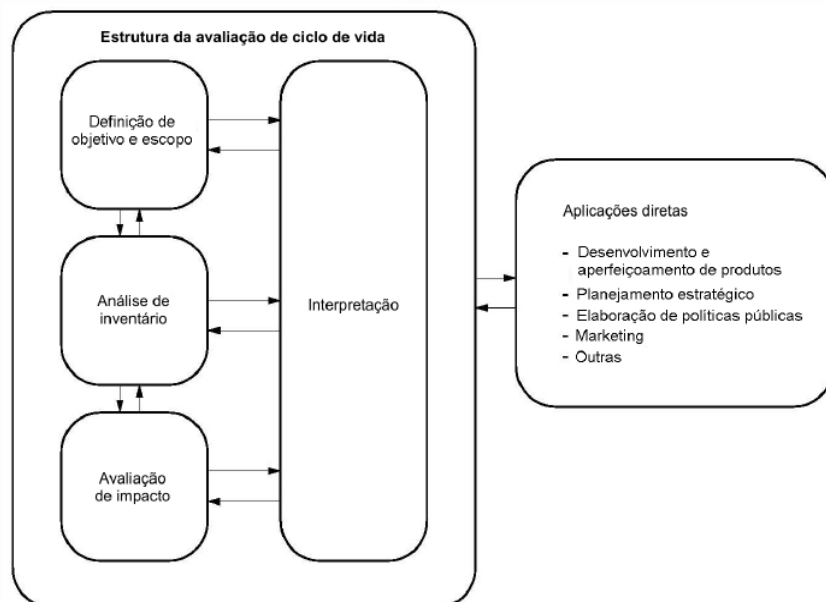 Estrutura da avaliação de ciclo de vida
Definição de
objetivo e escopo
Análise de
inventário
Avaliação
de impacto
Interpretação
Aplicações diretas
- Desenvolvimento e
aperfeiçoamento de produtos
- Planejamento estratégico
- Elaboração de políticas públicas
- Marketing
- Outras